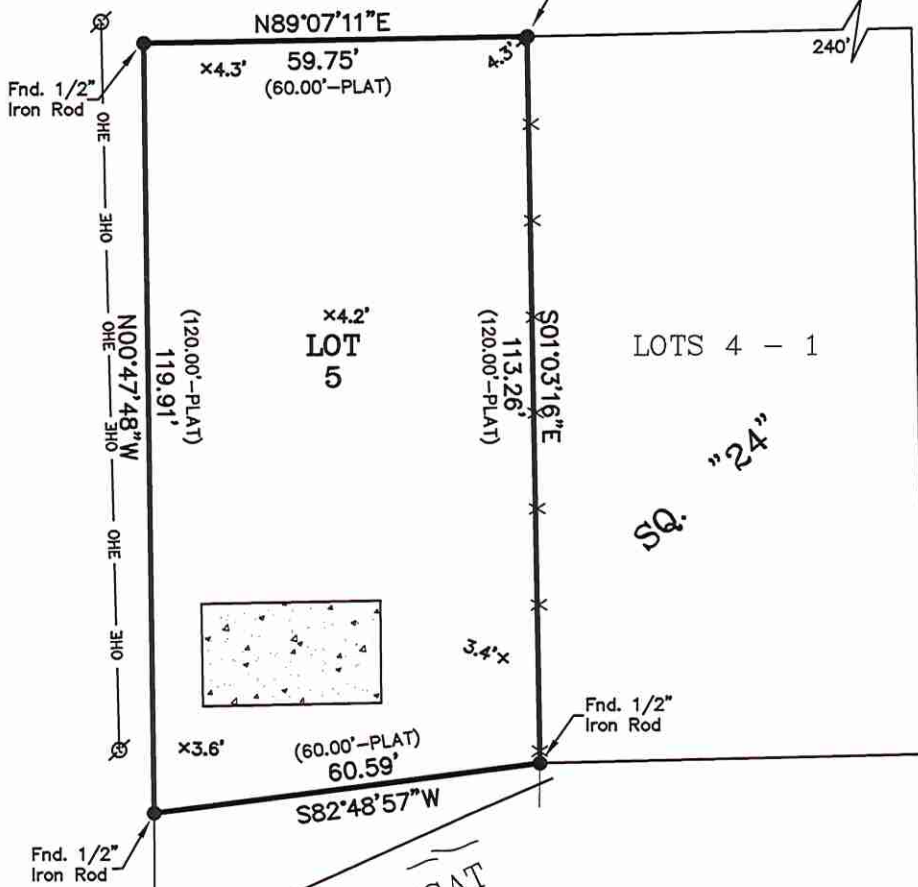 N89°07'11"E
59.75'
(60.00'-PLAT)
×4.3'
4.3'
240'
Fnd. 1/2"
Iron Rod
OHE
OHE
OHE
OHE
OHE
OHE
N00°47'48"W
119.91'
(120.00'-PLAT)
×4.2'
LOT
5
(120.00'-PLAT)
113.26'
S01°03'16"E
LOTS 4 - 1
SQ. "24"
3.4'×
Fnd. 1/2"
Iron Rod
×3.6'
(60.00'-PLAT)
60.59'
S82°48'57"W
Fnd. 1/2"
Iron Rod